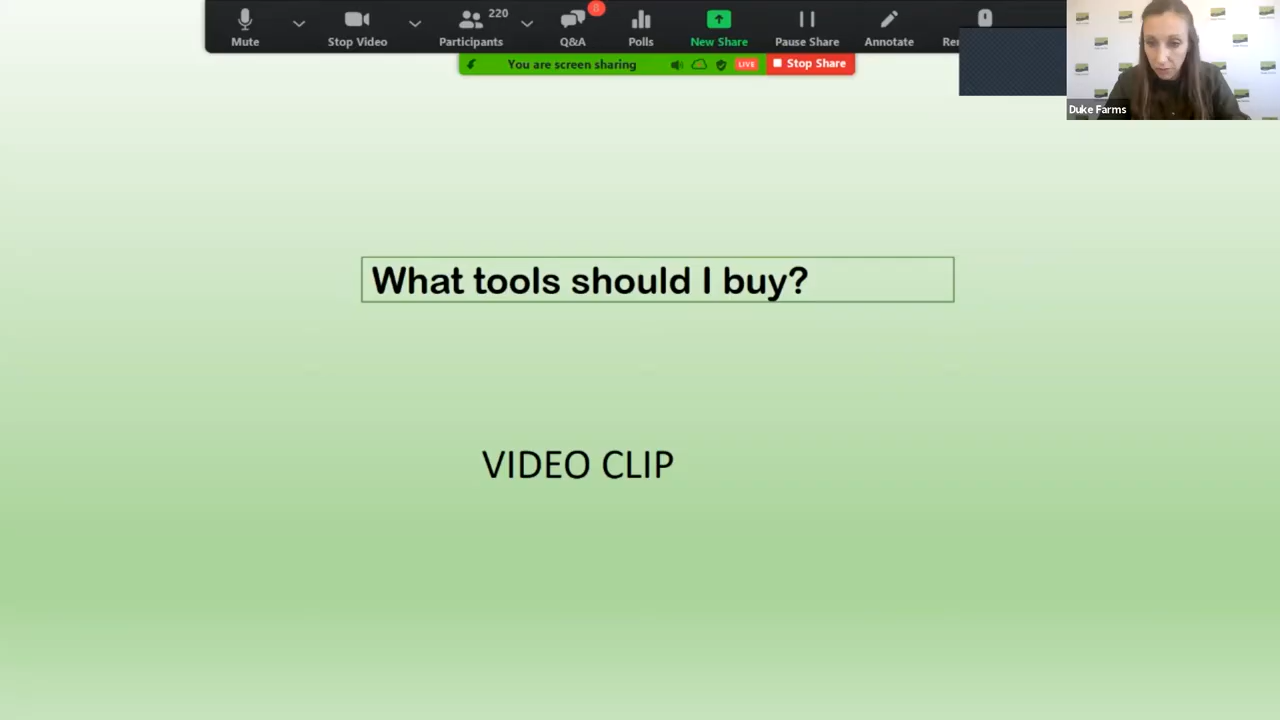 220
8
Mute
Stop Video
Participants
Q&A
Polls
New Share
Pause Share
Annotate
You are screen sharing
LIVE
Stop Share
Duke Farms
What tools should I buy?
VIDEO CLIP